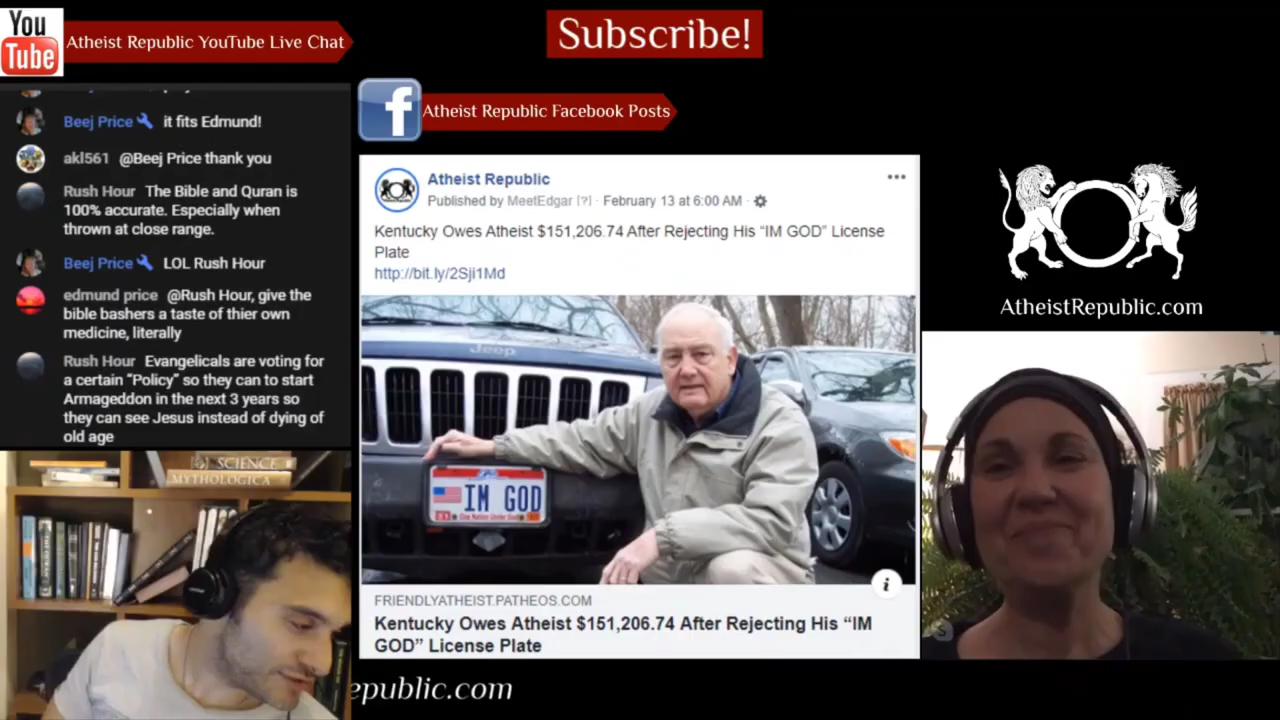 You
Tube
Atheist Republic YouTube Live Chat
Subscribe!
Beej Price it fits Edmund!
akl561 @Beej Price thank you
Rush Hour The Bible and Quran is
100% accurate. Especially when
thrown at close range.
Beej Price LOL Rush Hour
edmund price @Rush Hour, give the
bible bashers a taste of thier own
medicine, literally
Rush Hour Evangelicals are voting for
a certain “Policy” so they can to start
Armageddon in the next 3 years so
they can see Jesus instead of dying of
old age
f
Atheist Republic Facebook Posts
Atheist Republic
Published by MeetEdgar [?] · February 13 at 6:00 AM ·
Kentucky Owes Atheist $151,206.74 After Rejecting His “IM GOD” License
Plate
http://bit.ly/2Sji1Md
Jeep
IM GOD
One Nation Under God
i
FRIENDLYATHEIST.PATHEOS.COM
Kentucky Owes Atheist $151,206.74 After Rejecting His “IM
GOD” License Plate
AtheistRepublic.com
SCIENCE
MYTHOLOGICA
S
epublic.com